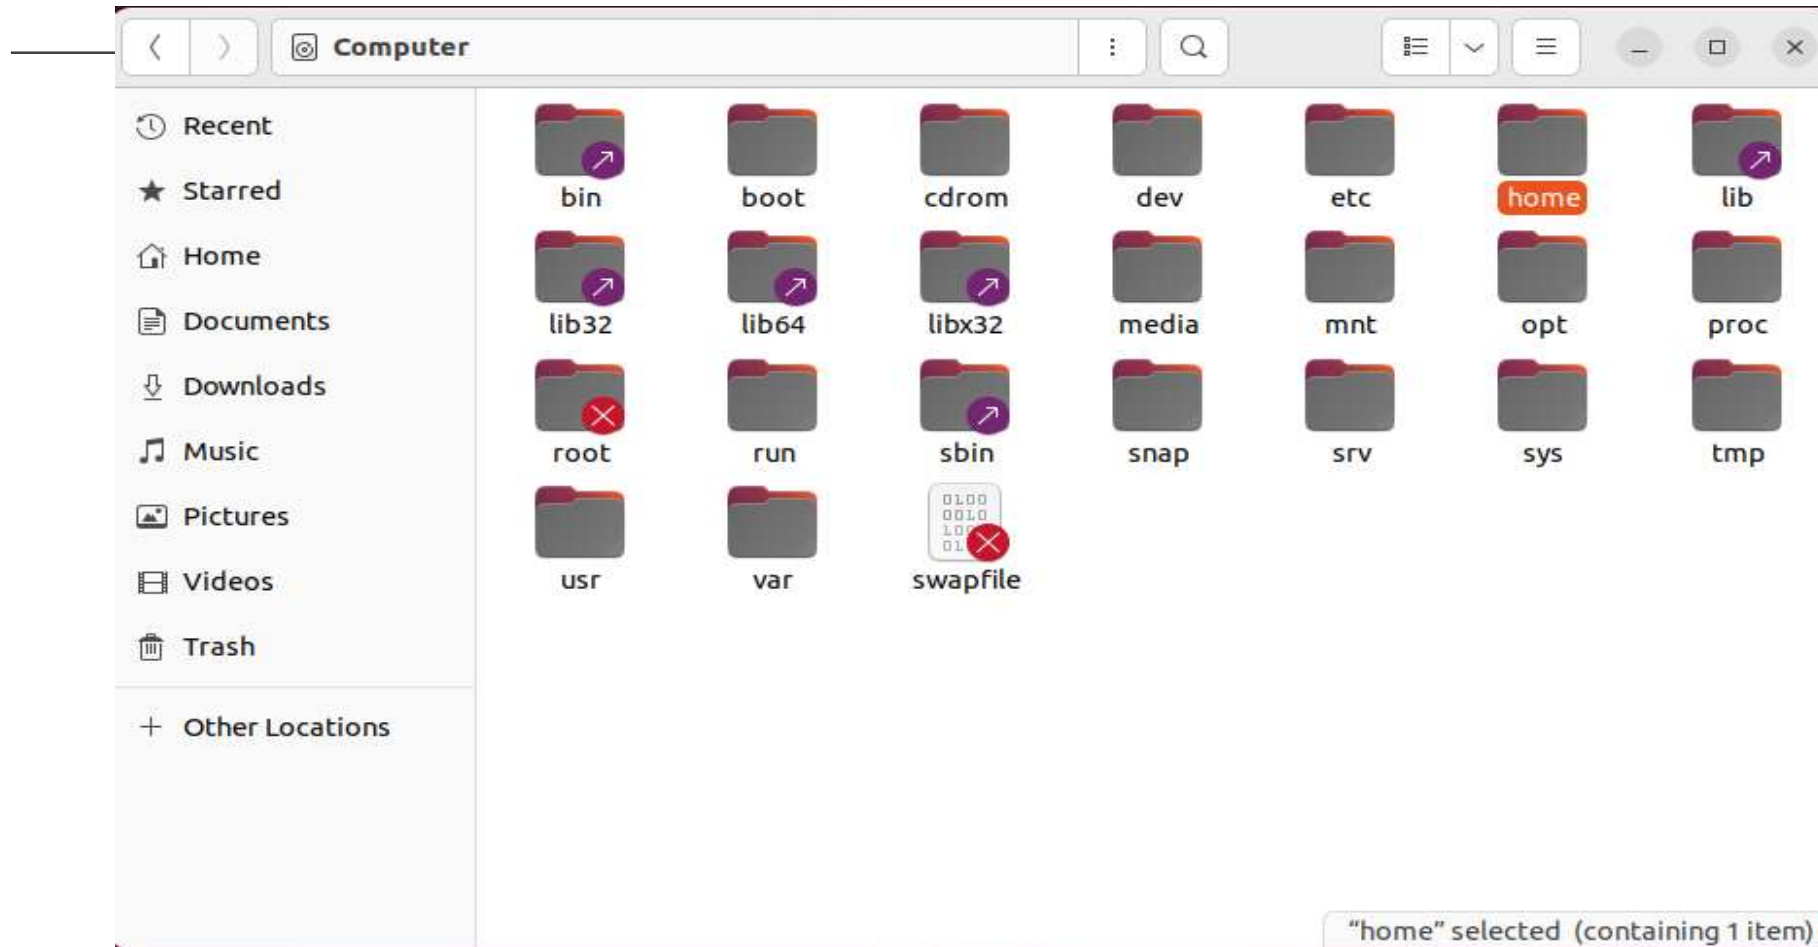 Computer
Recent
Starred
Home
Documents
Downloads
Music
Pictures
Videos
Trash
Other Locations
bin boot cdrom dev etc home lib
lib32 lib64 libx32 media mnt opt proc
root run sbin snap srv sys tmp
0100
0010
usr var swapfile
“home” selected (containing 1 item)